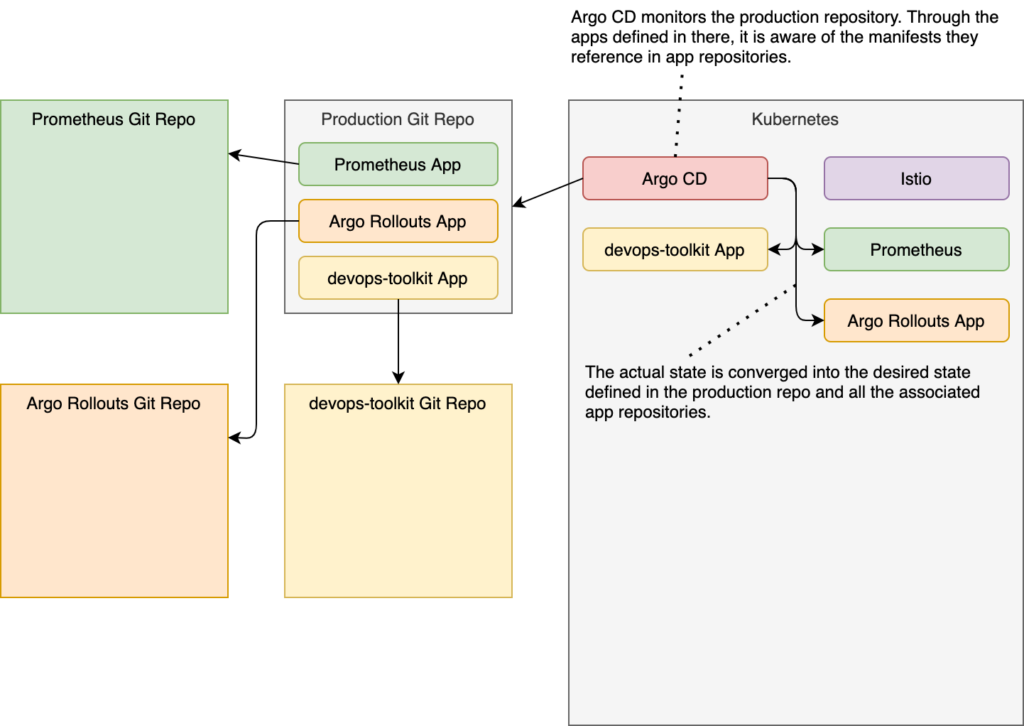 Argo CD monitors the production repository. Through the
apps defined in there, it is aware of the manifests they
reference in app repositories.
Prometheus Git Repo
Production Git Repo
Kubernetes
Prometheus App
Argo CD
Istio
Argo Rollouts App
devops-toolkit App
Prometheus
devops-toolkit App
Argo Rollouts App
The actual state is converged into the desired state
defined in the production repo and all the associated
app repositories.
Argo Rollouts Git Repo
devops-toolkit Git Repo